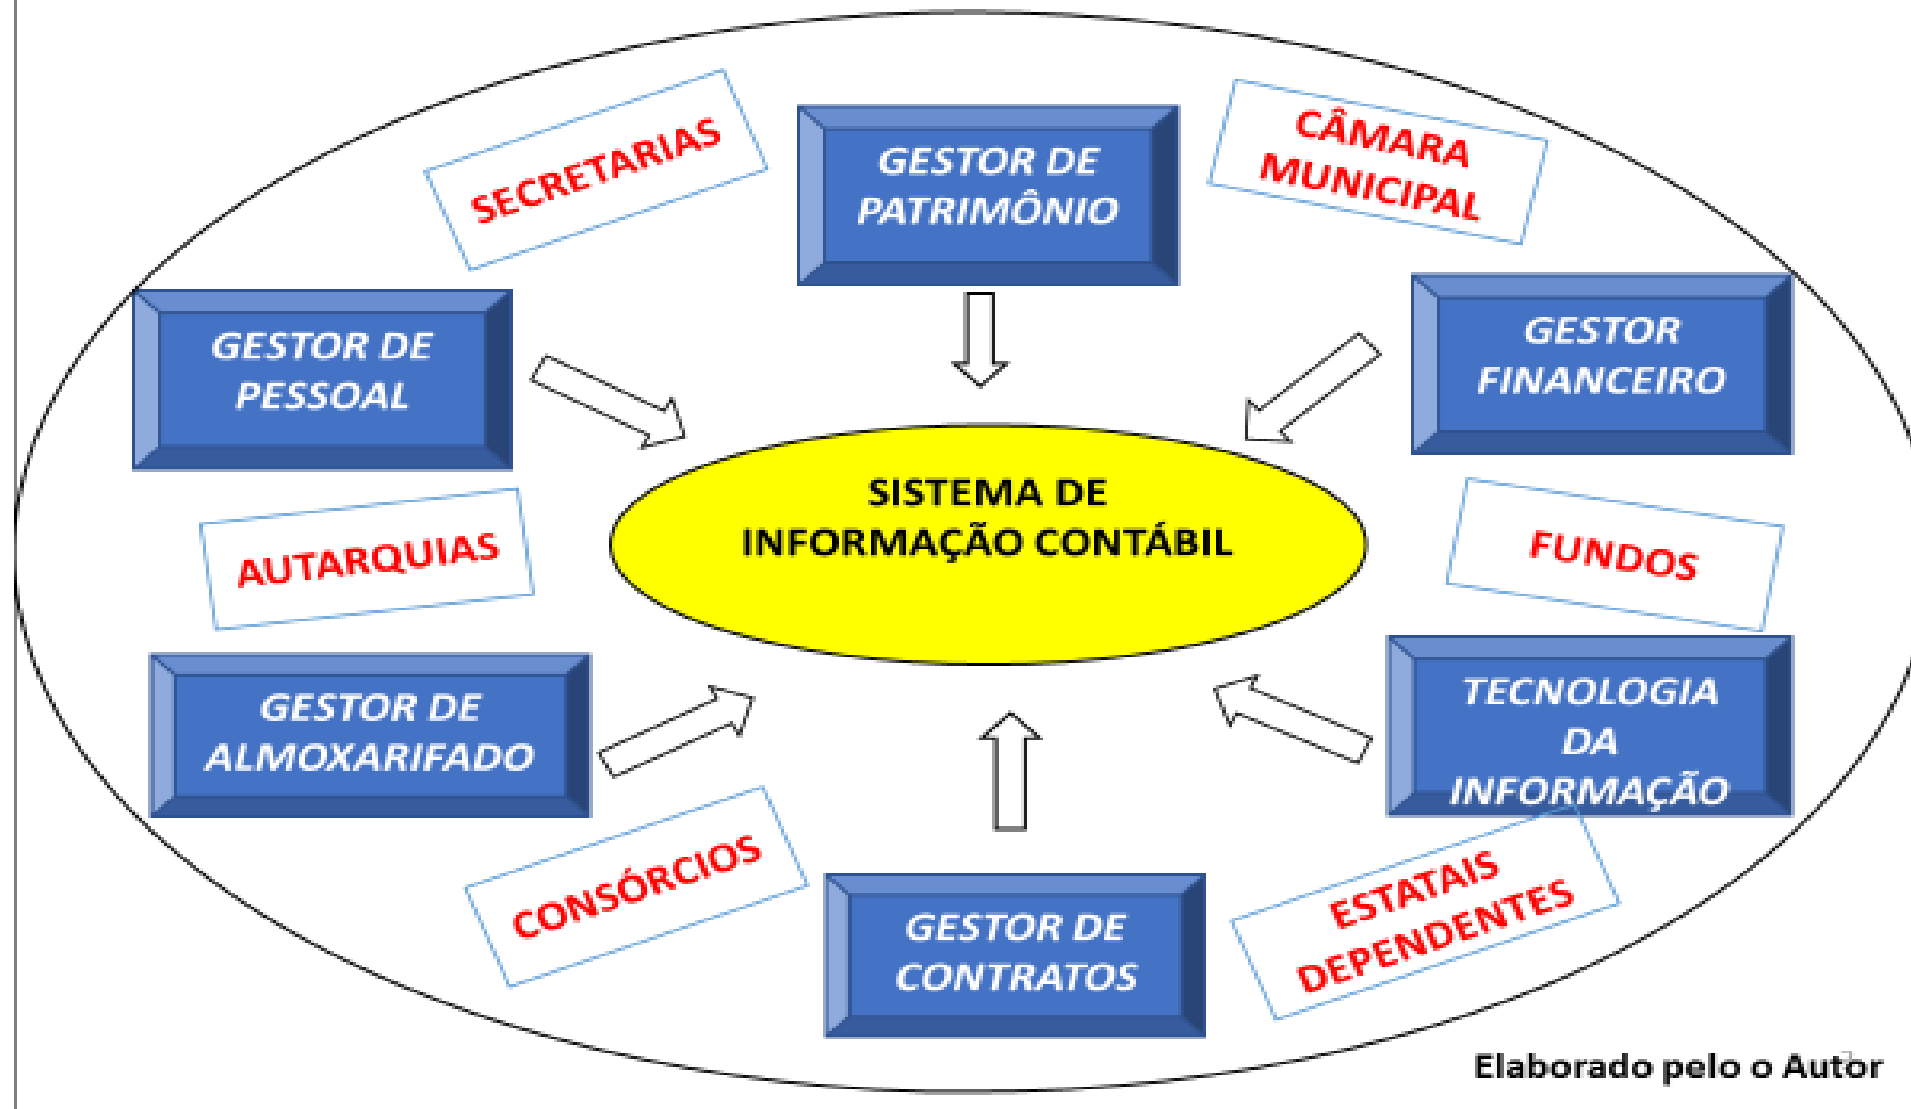 SECRETARIAS
GESTOR DE
PATRIMÔNIO
CÂMARA
MUNICIPAL
GESTOR DE
PESSOAL
GESTOR
FINANCEIRO
SISTEMA DE
INFORMAÇÃO CONTÁBIL
AUTARQUIAS
FUNDOS
GESTOR DE
ALMOXARIFADO
TECNOLOGIA
DA
INFORMAÇÃO
CONSÓRCIOS
GESTOR DE
CONTRATOS
ESTATAIS
DEPENDENTES
Elaborado pelo o Autor